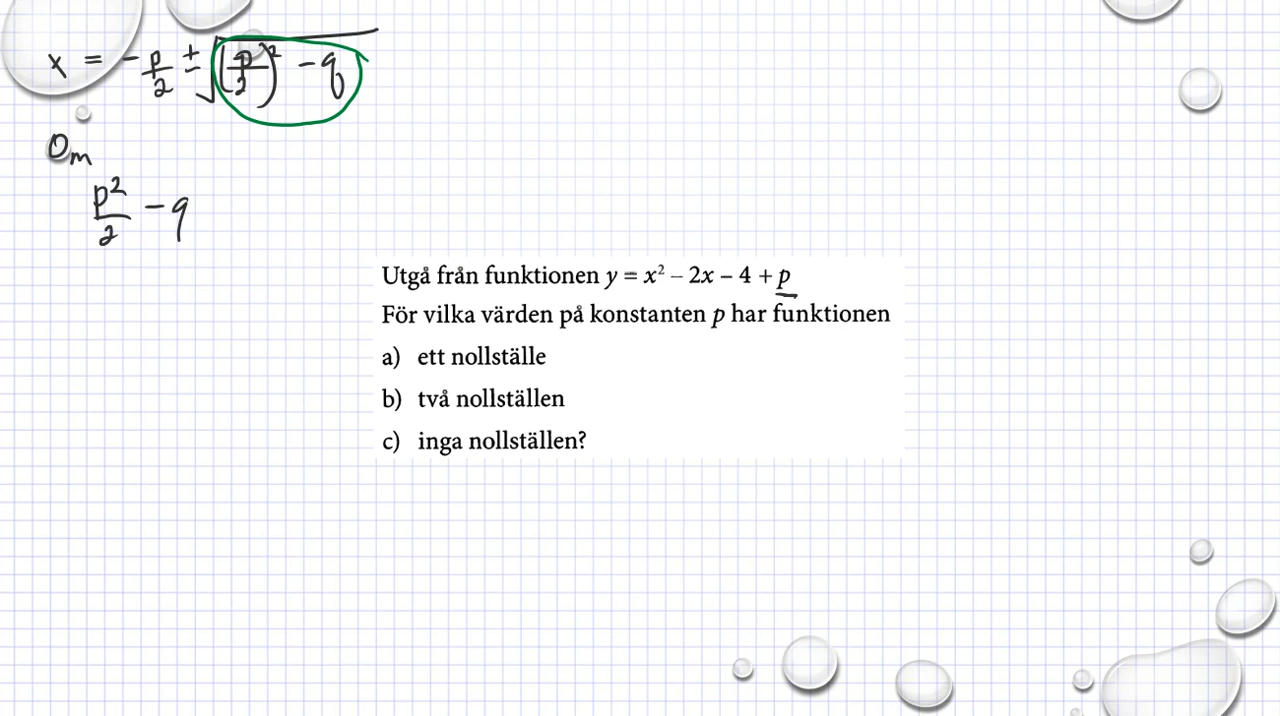 x = -p/2 ± √((p/2)² - q)
Om
p²/2 - q
Utgå från funktionen y = x² – 2x – 4 + p
För vilka värden på konstanten p har funktionen
a) ett nollställe
b) två nollställen
c) inga nollställen?